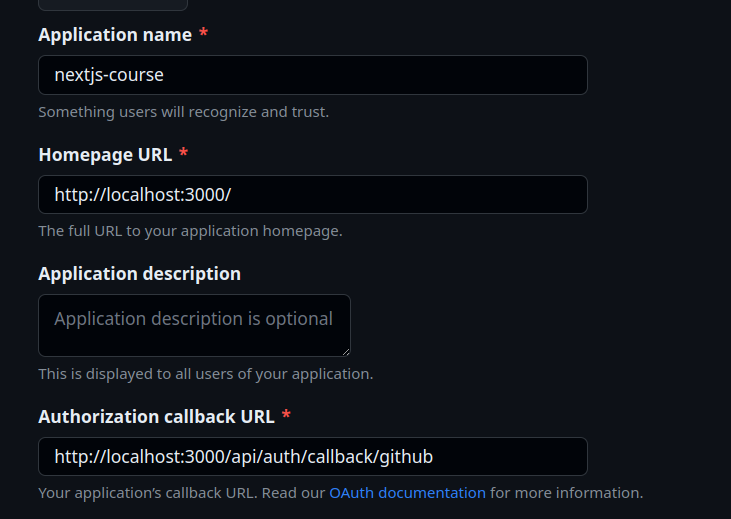 Application name *
nextjs-course
Something users will recognize and trust.
Homepage URL *
http://localhost:3000/
The full URL to your application homepage.
Application description
Application description is optional
This is displayed to all users of your application.
Authorization callback URL *
http://localhost:3000/api/auth/callback/github
Your application’s callback URL. Read our OAuth documentation for more information.